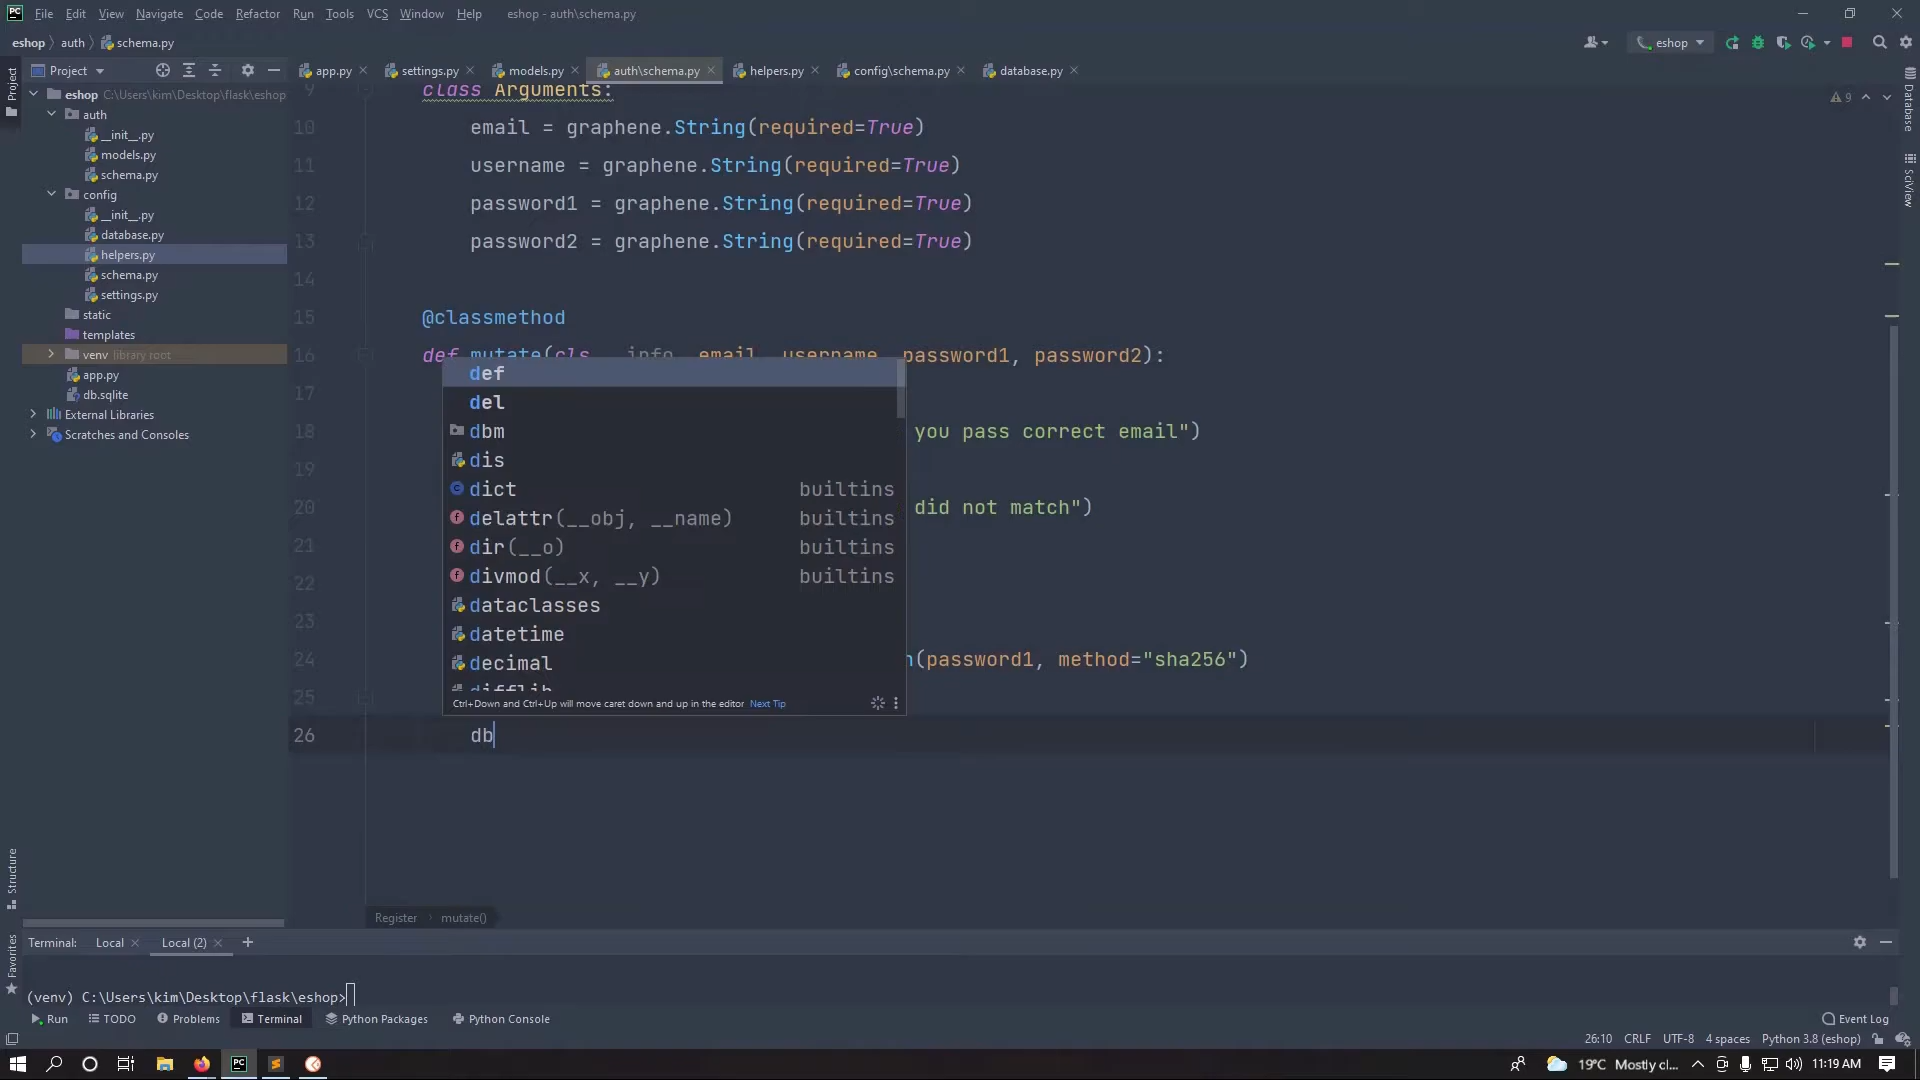 PC File Edit View Navigate Code Refactor Run Tools VCS Window Help eshop - auth\schema.py
eshop auth schema.py eshop
Project
Project
app.py settings.py models.py auth\schema.py helpers.py config\schema.py database.py
eshop C:\Users\kim\Desktop\flask\eshop
auth
__init__.py
models.py
schema.py
config
__init__.py
database.py
helpers.py
schema.py
settings.py
static
templates
venv library root
app.py
db.sqlite
External Libraries
Scratches and Consoles
9 class Arguments:
9
10 email = graphene.String(required=True)
11 username = graphene.String(required=True)
12 password1 = graphene.String(required=True)
13 password2 = graphene.String(required=True)
14
15 @classmethod
16 def mutate(cls, _, info, email, username, password1, password2):
17
18 you pass correct email")
19
20 did not match")
21
22
23
24 n(password1, method="sha256")
25
26 db
def
del
dbm
dis
dict builtins
delattr(__obj, __name) builtins
dir(__o) builtins
divmod(__x, __y) builtins
dataclasses
datetime
decimal
difflib
Ctrl+Down and Ctrl+Up will move caret down and up in the editor Next Tip
Database
SciView
Structure
Favorites
Register mutate()
Terminal: Local Local (2) +
(venv) C:\Users\kim\Desktop\flask\eshop>
Run TODO Problems Terminal Python Packages Python Console Event Log
26:10 CRLF UTF-8 4 spaces Python 3.8 (eshop)
PC 19°C Mostly cl... 11:19 AM